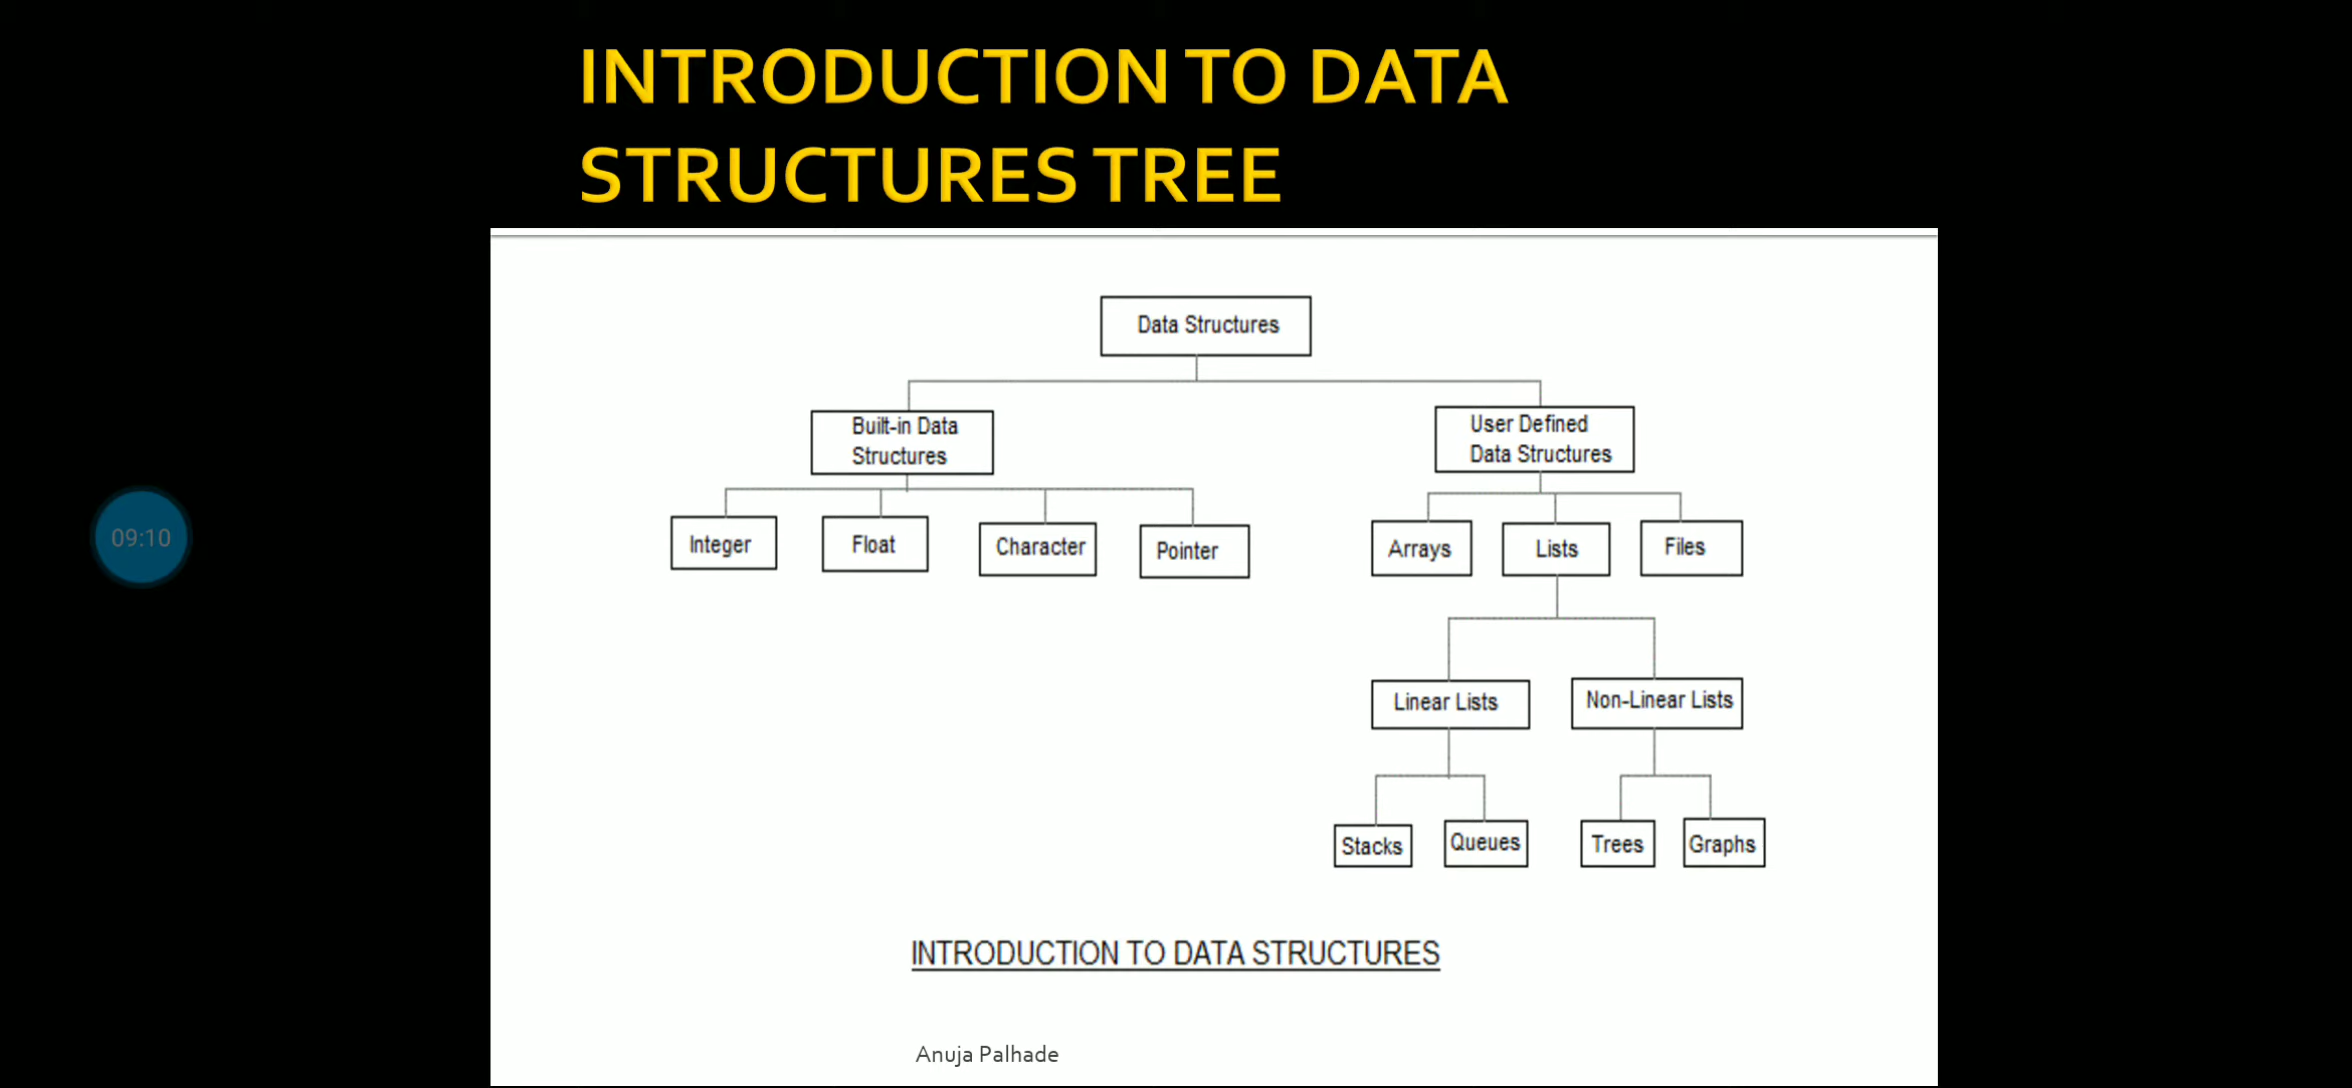 INTRODUCTION TO DATA
STRUCTURES TREE
Data Structures
Built-in Data
Structures
User Defined
Data Structures
Integer
Float
Character
Pointer
Arrays
Lists
Files
Linear Lists
Non-Linear Lists
Stacks
Queues
Trees
Graphs
INTRODUCTION TO DATA STRUCTURES
Anuja Palhade
09:10